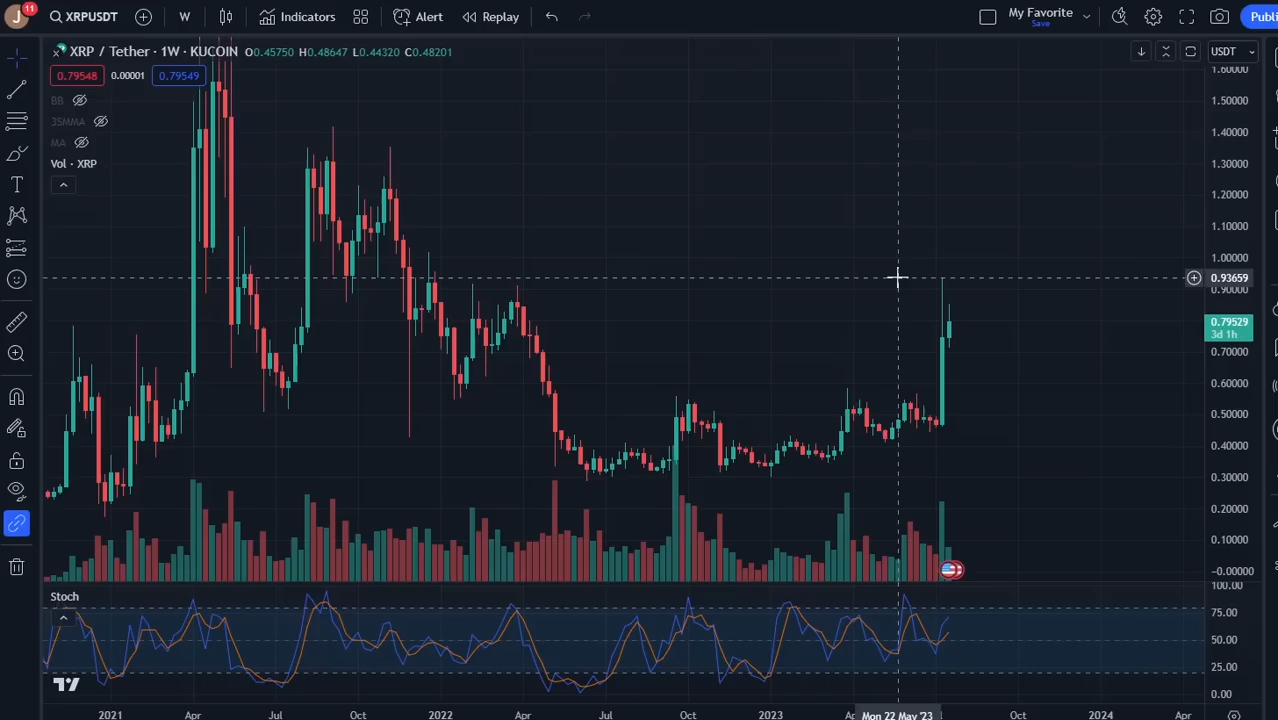 J
11
XRPUSDT
W
Indicators
Alert
Replay
My Favorite
Save
Publi
XRP / Tether · 1W · KUCOIN O0.45750 H0.48647 L0.44320 C0.48201
USDT
0.79548 0.00001 0.79549
BB
3SMMA
MA
Vol · XRP
1.60000
1.50000
1.40000
1.30000
1.20000
1.10000
1.00000
0.93659
0.90000
0.79529
3d 1h
0.70000
0.60000
0.50000
0.40000
0.30000
0.20000
0.10000
−0.00000
Stoch
100.00
75.00
50.00
25.00
0.00
2021 Apr Jul Oct 2022 Apr Jul Oct 2023 Mon 22 May '23 Oct 2024 Apr